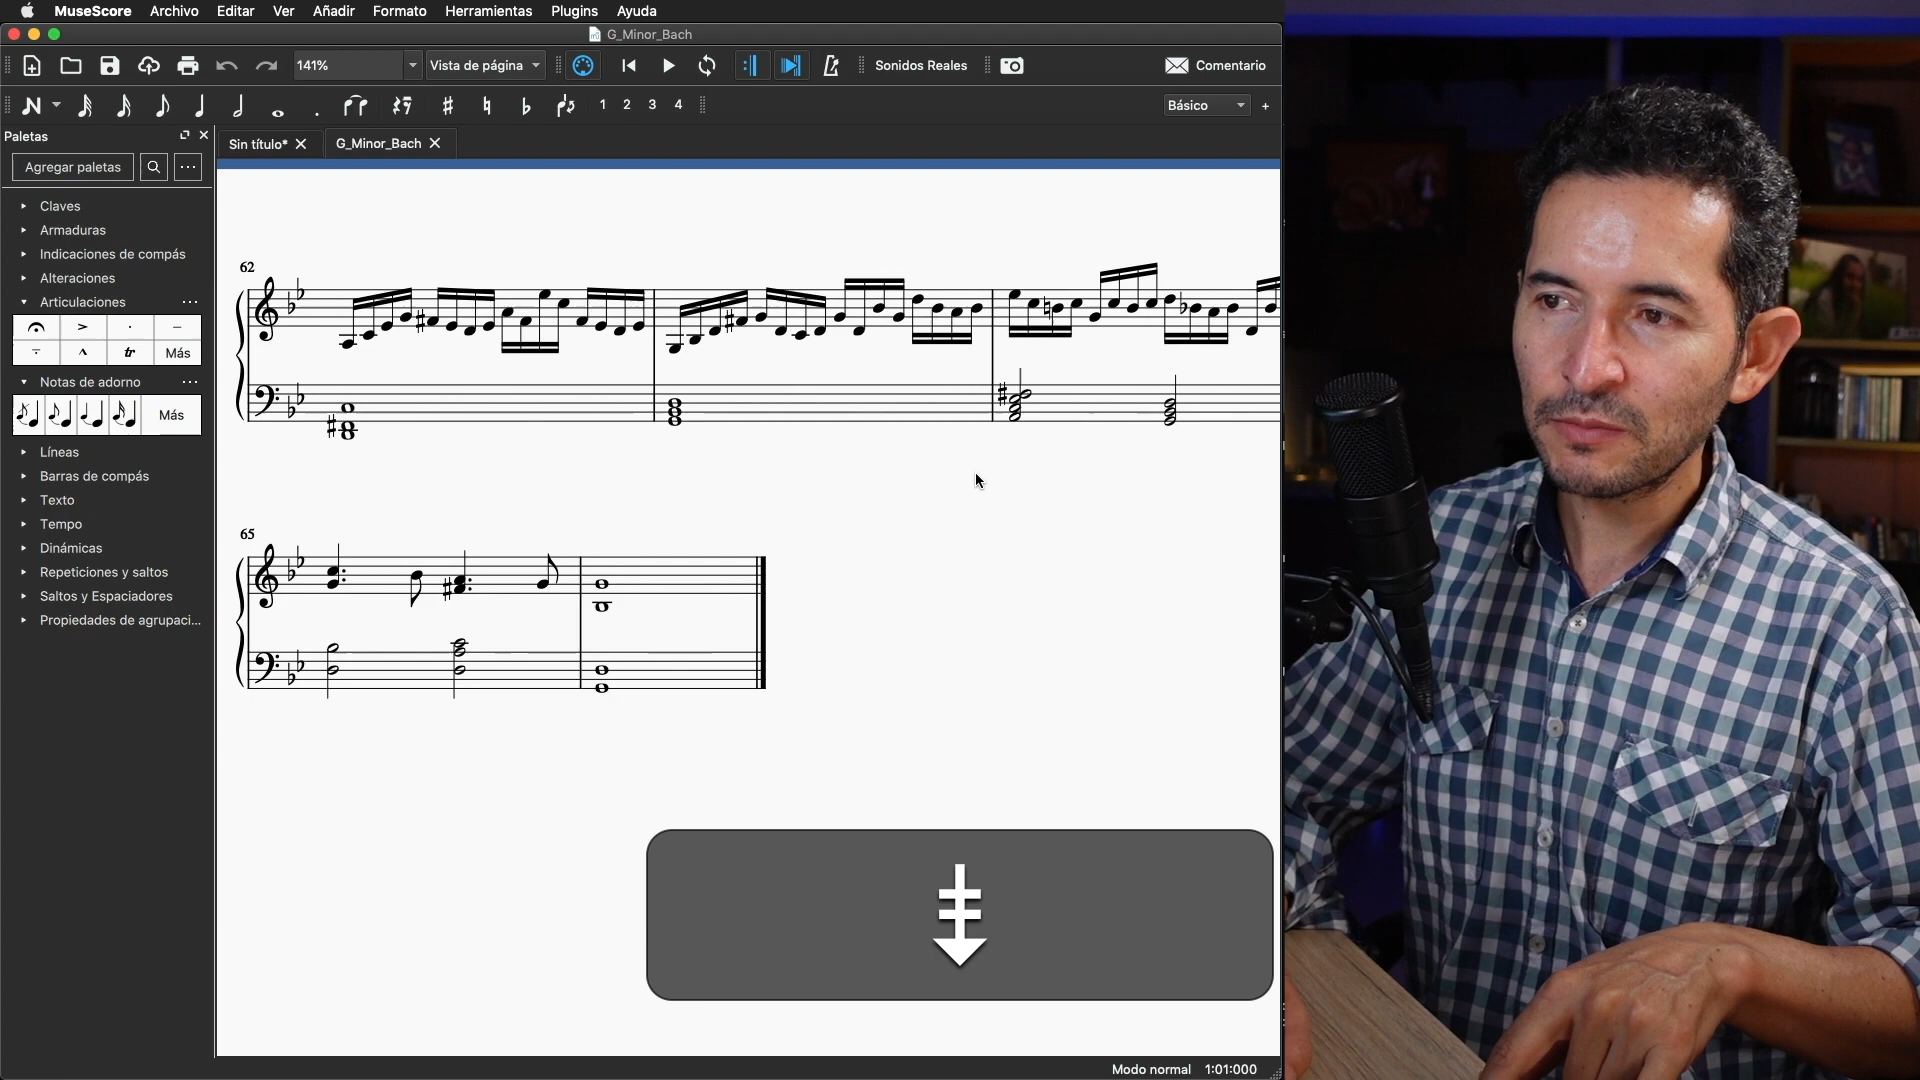 MuseScore Archivo Editar Ver Añadir Formato Herramientas Plugins Ayuda
G_Minor_Bach
141% Vista de página Sonidos Reales Comentario
1 2 3 4 Básico +
Paletas
Sin título* G_Minor_Bach
Agregar paletas ...
Claves
Armaduras
Indicaciones de compás
Alteraciones
Articulaciones ...
tr Más
Notas de adorno ...
Más
Líneas
Barras de compás
Texto
Tempo
Dinámicas
Repeticiones y saltos
Saltos y Espaciadores
Propiedades de agrupaci...
62
65
Modo normal 1:01:000